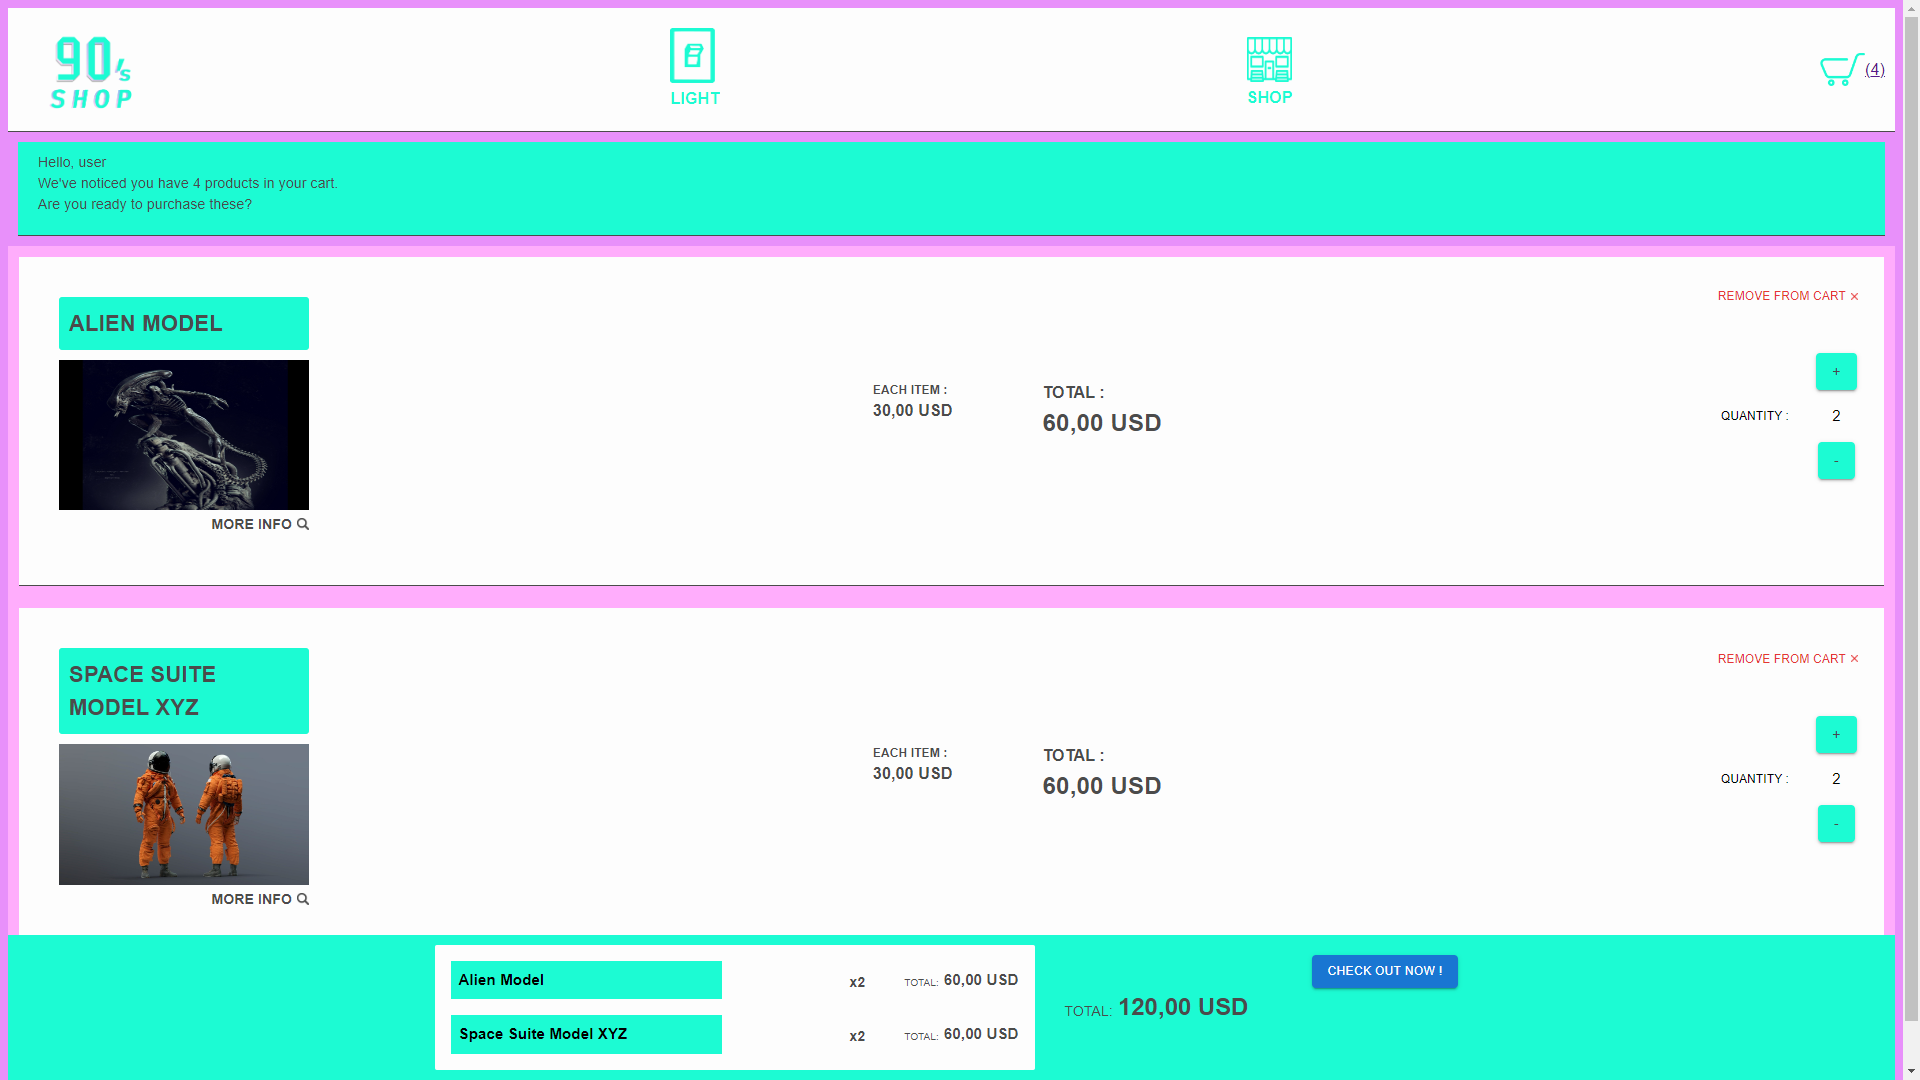 90's
SHOP
LIGHT
SHOP
(4)
Hello, user
We've noticed you have 4 products in your cart.
Are you ready to purchase these?
ALIEN MODEL
MORE INFO
EACH ITEM :
30,00 USD
TOTAL :
60,00 USD
REMOVE FROM CART ×
+
QUANTITY :
2
-
SPACE SUITE
MODEL XYZ
MORE INFO
EACH ITEM :
30,00 USD
TOTAL :
60,00 USD
REMOVE FROM CART ×
+
QUANTITY :
2
-
Alien Model x2 TOTAL: 60,00 USD
Space Suite Model XYZ x2 TOTAL: 60,00 USD
TOTAL: 120,00 USD
CHECK OUT NOW !